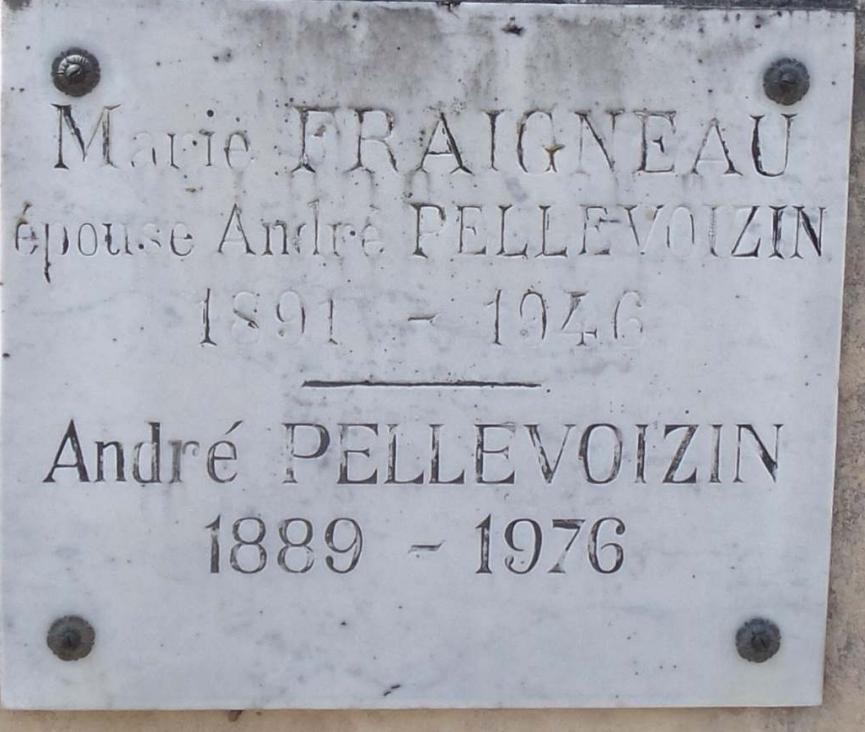 Marie FRAIGNEAU
épouse André PELLEVOIZIN
1891 - 1946
André PELLEVOIZIN
1889 - 1976